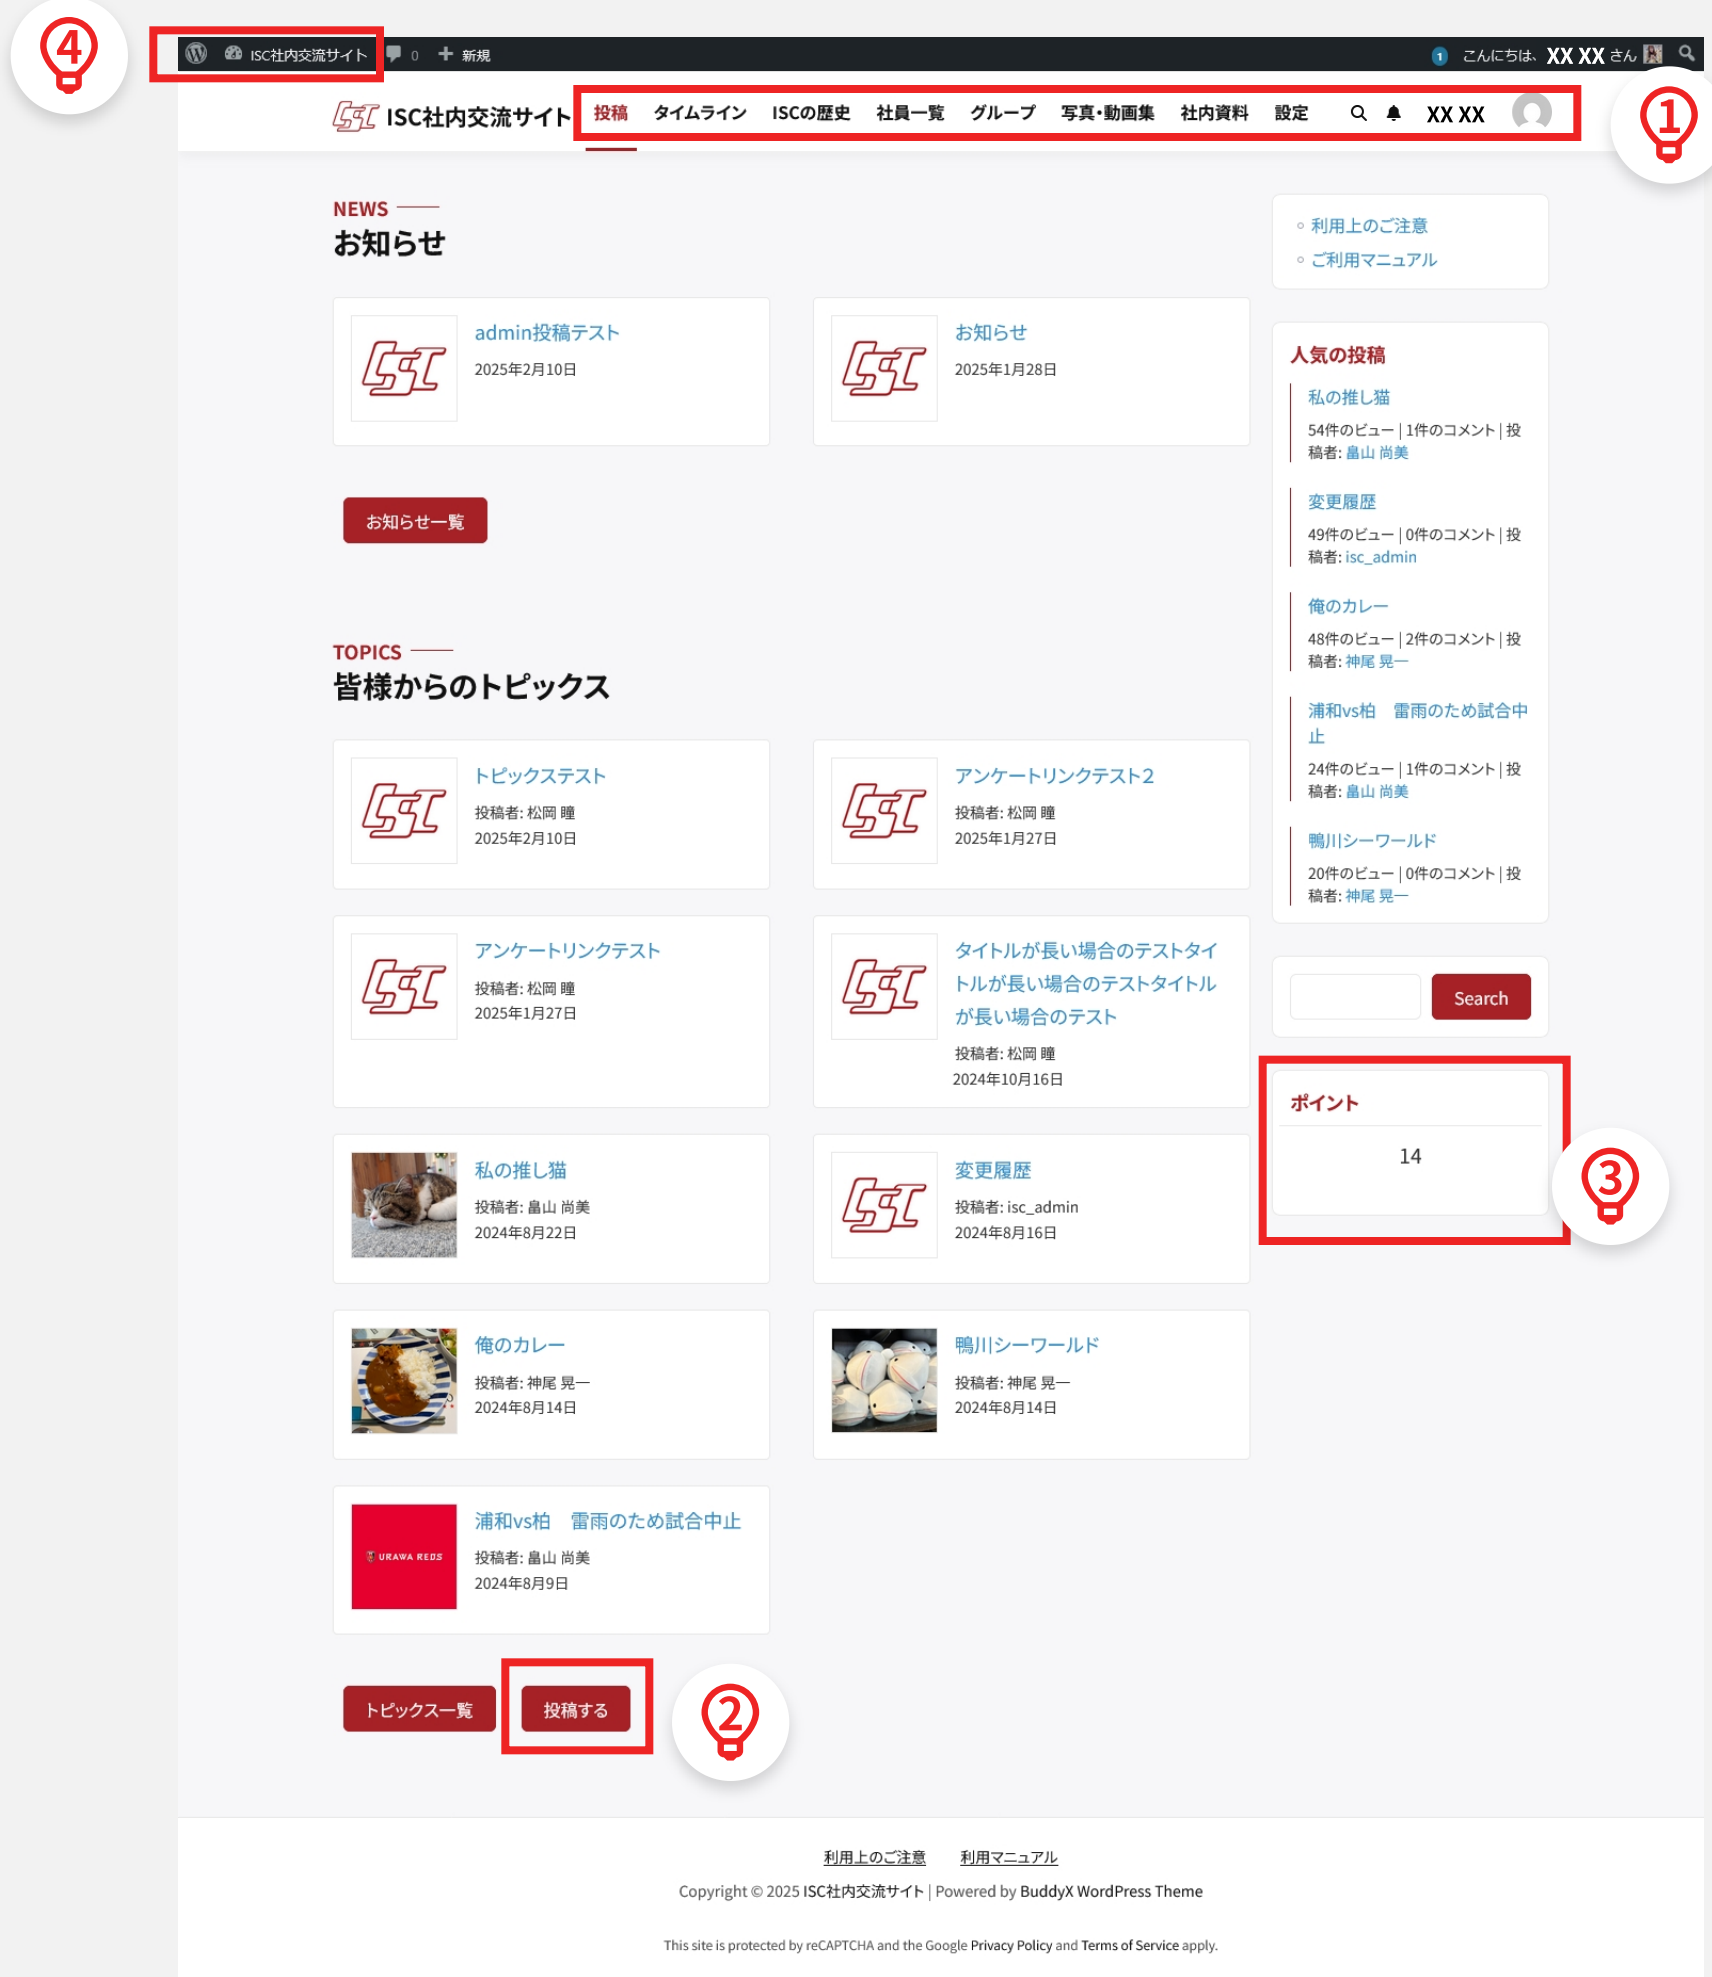 4
ISC社内交流サイト 0 新規
1 こんにちは、 XX XX さん
ISC ISC社内交流サイト
投稿 タイムライン ISCの歴史 社員一覧 グループ 写真・動画集 社内資料 設定 XX XX
1
NEWS
お知らせ
ISC
admin投稿テスト
2025年2月10日
ISC
お知らせ
2025年1月28日
お知らせ一覧
TOPICS
皆様からのトピックス
ISC
トピックステスト
投稿者: 松岡 瞳
2025年2月10日
ISC
アンケートリンクテスト2
投稿者: 松岡 瞳
2025年1月27日
ISC
アンケートリンクテスト
投稿者: 松岡 瞳
2025年1月27日
ISC
タイトルが長い場合のテストタイ
トルが長い場合のテストタイトル
が長い場合のテスト
投稿者: 松岡 瞳
2024年10月16日
私の推し猫
投稿者: 畠山 尚美
2024年8月22日
ISC
変更履歴
投稿者: isc_admin
2024年8月16日
俺のカレー
投稿者: 神尾 晃一
2024年8月14日
鴨川シーワールド
投稿者: 神尾 晃一
2024年8月14日
URAWA REDS
浦和vs柏　雷雨のため試合中止
投稿者: 畠山 尚美
2024年8月9日
トピックス一覧
投稿する
2
利用上のご注意
ご利用マニュアル
人気の投稿
私の推し猫
54件のビュー | 1件のコメント | 投
稿者: 畠山 尚美
変更履歴
49件のビュー | 0件のコメント | 投
稿者: isc_admin
俺のカレー
48件のビュー | 2件のコメント | 投
稿者: 神尾 晃一
浦和vs柏　雷雨のため試合中
止
24件のビュー | 1件のコメント | 投
稿者: 畠山 尚美
鴨川シーワールド
20件のビュー | 0件のコメント | 投
稿者: 神尾 晃一
Search
ポイント
14
3
利用上のご注意 利用マニュアル
Copyright © 2025 ISC社内交流サイト | Powered by BuddyX WordPress Theme
This site is protected by reCAPTCHA and the Google Privacy Policy and Terms of Service apply.